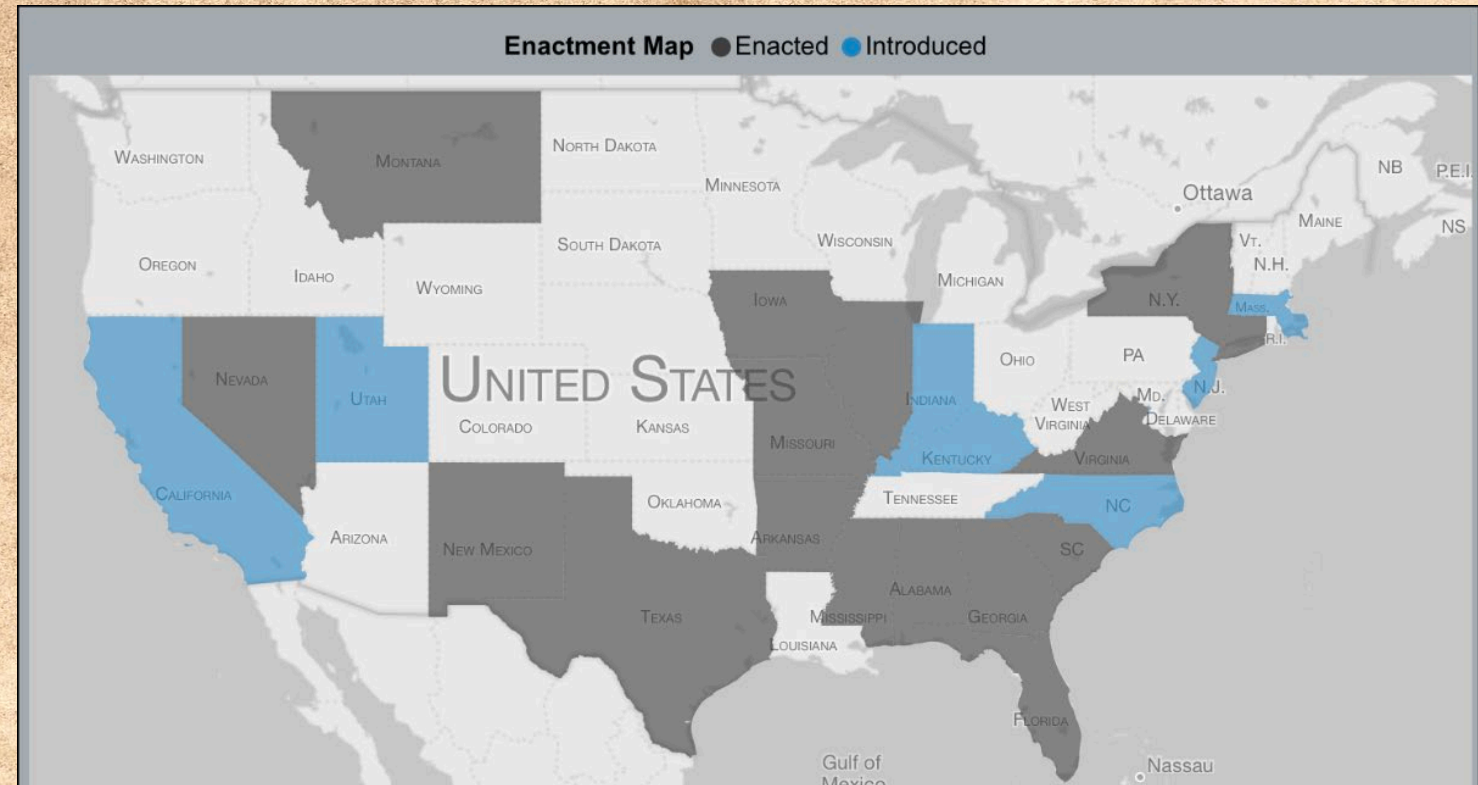 Enactment Map Enacted Introduced
WASHINGTON
MONTANA
NORTH DAKOTA
MINNESOTA
Ottawa
NB
P.E.I.
MAINE
NS
OREGON
IDAHO
WYOMING
SOUTH DAKOTA
WISCONSIN
MICHIGAN
VT.
N.H.
IOWA
N.Y.
MASS.
R.I.
NEVADA
UTAH
UNITED STATES
OHIO
PA
N.J.
COLORADO
KANSAS
INDIANA
WEST
VIRGINIA
MD.
DELAWARE
MISSOURI
KENTUCKY
VIRGINIA
CALIFORNIA
OKLAHOMA
TENNESSEE
NC
ARIZONA
NEW MEXICO
ARKANSAS
SC
TEXAS
MISSISSIPPI
ALABAMA
GEORGIA
LOUISIANA
FLORIDA
Gulf of
Mexico
Nassau